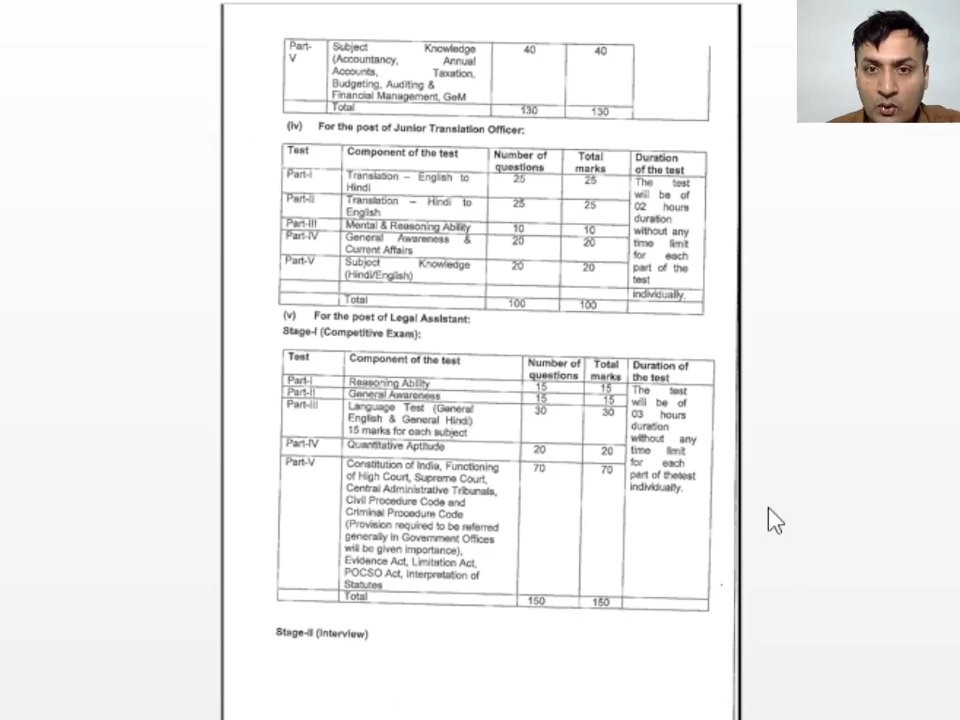 Part- Subject Knowledge 40 40
V (Accountancy, Annual
Accounts, Taxation,
Budgeting, Auditing &
Financial Management, GeM
Total 130 130
(iv) For the post of Junior Translation Officer:
Test Component of the test Number of questions Total marks Duration of the test
Part-I Translation – English to Hindi 25 25 The test
Part-II Translation – Hindi to English 25 25 will be of 02 hours duration
Part-III Mental & Reasoning Ability 10 10 without any
Part-IV General Awareness & Current Affairs 20 20 time limit for each
Part-V Subject Knowledge (Hindi/English) 20 20 part of the test
individually.
Total 100 100
(v) For the post of Legal Assistant:
Stage-I (Competitive Exam):
Test Component of the test Number of questions Total marks Duration of the test
Part-I Reasoning Ability 15 15 The test
Part-II General Awareness 15 15 will be of
Part-III Language Test (General 30 30 03 hours
English & General Hindi) duration
15 marks for each subject without any
Part-IV Quantitative Aptitude 20 20 time limit
Part-V Constitution of India, Functioning 70 70 for each
of High Court, Supreme Court, part of thetest
Central Administrative Tribunals, individually.
Civil Procedure Code and
Criminal Procedure Code
(Provision required to be referred
generally in Government Offices
will be given importance),
Evidence Act, Limitation Act,
POCSO Act, Interpretation of
Statutes
Total 150 150
Stage-II (Interview)